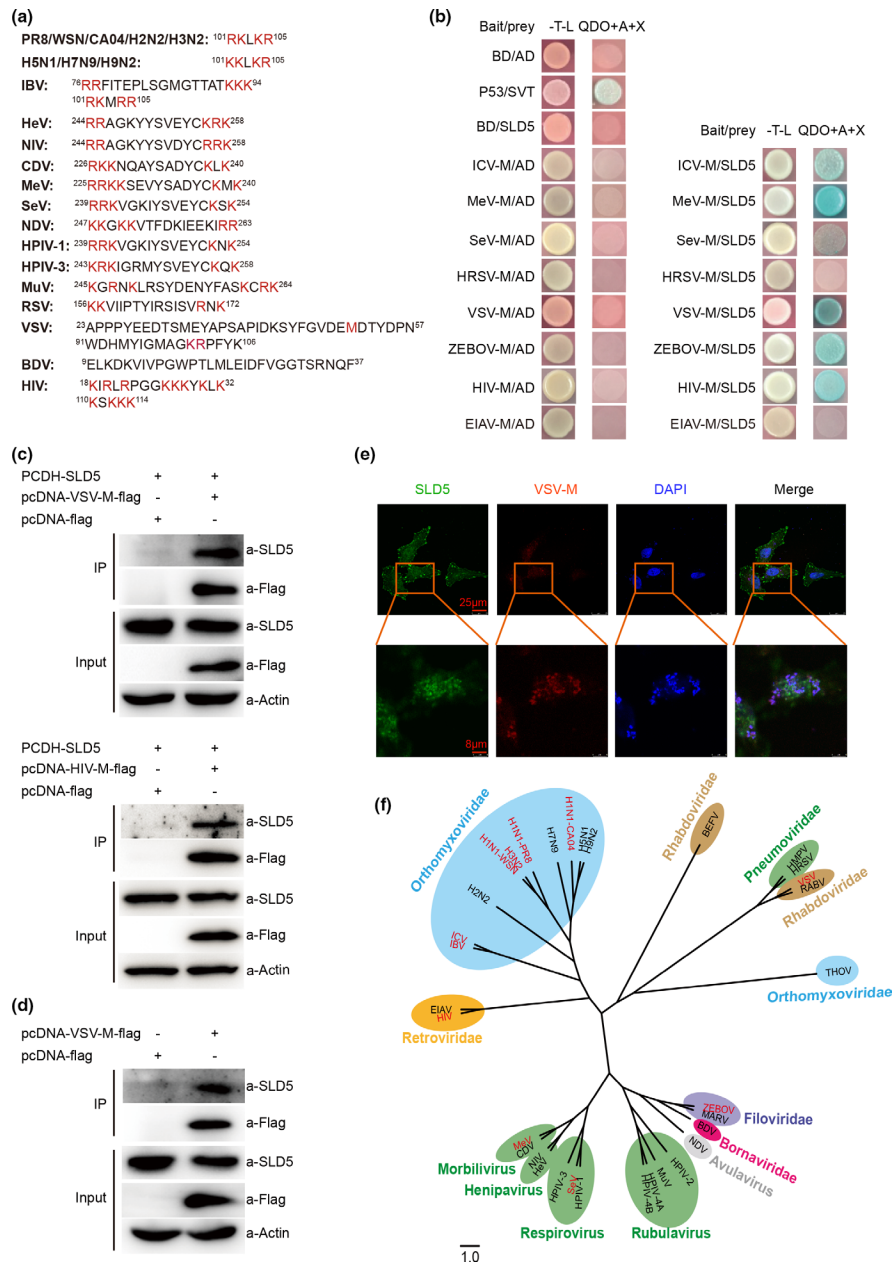 (a)
PR8/WSN/CA04/H2N2/H3N2: 101RKLKR105
H5N1/H7N9/H9N2: 101KKLKR105
IBV: 76RRFITEPLSGMGTTATKKK94
101RKMRR105
HeV: 244RRAGKYYSVEYCKRK258
NIV: 244RRAGKYYSVDYCRRK258
CDV: 226RKKNQAYSADYCKLK240
MeV: 225RRKKSEVYSADYCKMK240
SeV: 239RRKVGKIYSVEYCKSK254
NDV: 247KKGKKVTFDKIEEKIRR263
HPIV-1: 239RRKVGKIYSVEYCKNK254
HPIV-3: 243KRKIGRMYSVEYCKQK258
MuV: 245KGRNKLRSYDENYFASKCRK264
RSV: 156KKVIIPTYIRSISVRNK172
VSV: 23APPPYEEDTSMEYAPSAPIDKSYFGVDEMDTYDPN57
91WDHMYIGMAGKRPFYK106
BDV: 9ELKDKVIVPGWPTLMLEIDFVGGTSRNQF37
HIV: 18KIRLRPGGKKKYKLK32
110KSKKK114
(b)
Bait/prey -T-L QDO+A+X
BD/AD
P53/SVT
BD/SLD5
ICV-M/AD
MeV-M/AD
SeV-M/AD
HRSV-M/AD
VSV-M/AD
ZEBOV-M/AD
HIV-M/AD
EIAV-M/AD
Bait/prey -T-L QDO+A+X
ICV-M/SLD5
MeV-M/SLD5
Sev-M/SLD5
HRSV-M/SLD5
VSV-M/SLD5
ZEBOV-M/SLD5
HIV-M/SLD5
EIAV-M/SLD5
(c)
PCDH-SLD5 + +
pcDNA-VSV-M-flag - +
pcDNA-flag + -
IP
a-SLD5
a-Flag
Input
a-SLD5
a-Flag
a-Actin
PCDH-SLD5 + +
pcDNA-HIV-M-flag - +
pcDNA-flag + -
IP
a-SLD5
a-Flag
Input
a-SLD5
a-Flag
a-Actin
(d)
pcDNA-VSV-M-flag - +
pcDNA-flag + -
IP
a-SLD5
a-Flag
Input
a-SLD5
a-Flag
a-Actin
(e)
SLD5 VSV-M DAPI Merge
25μm
8μm
(f)
Orthomyxoviridae
H1N1-WSN
H3N2
H1N1-PR8
H7N9
H1N1-CA04
H5N1
H9N2
H2N2
ICV
IBV
Rhabdoviridae
BEFV
Pneumoviridae
HMPV
HRSV
VSV
RABV
Rhabdoviridae
THOV
Orthomyxoviridae
EIAV
HIV
Retroviridae
ZEBOV
MARV
Filoviridae
BDV
Bornaviridae
NDV
Avulavirus
MeV
CDV
Morbilivirus
NIV
HeV
Henipavirus
HPIV-3
SeV
HPIV-1
Respirovirus
HPIV-4B
HPIV-4A
MuV
HPIV-2
Rubulavirus
1.0